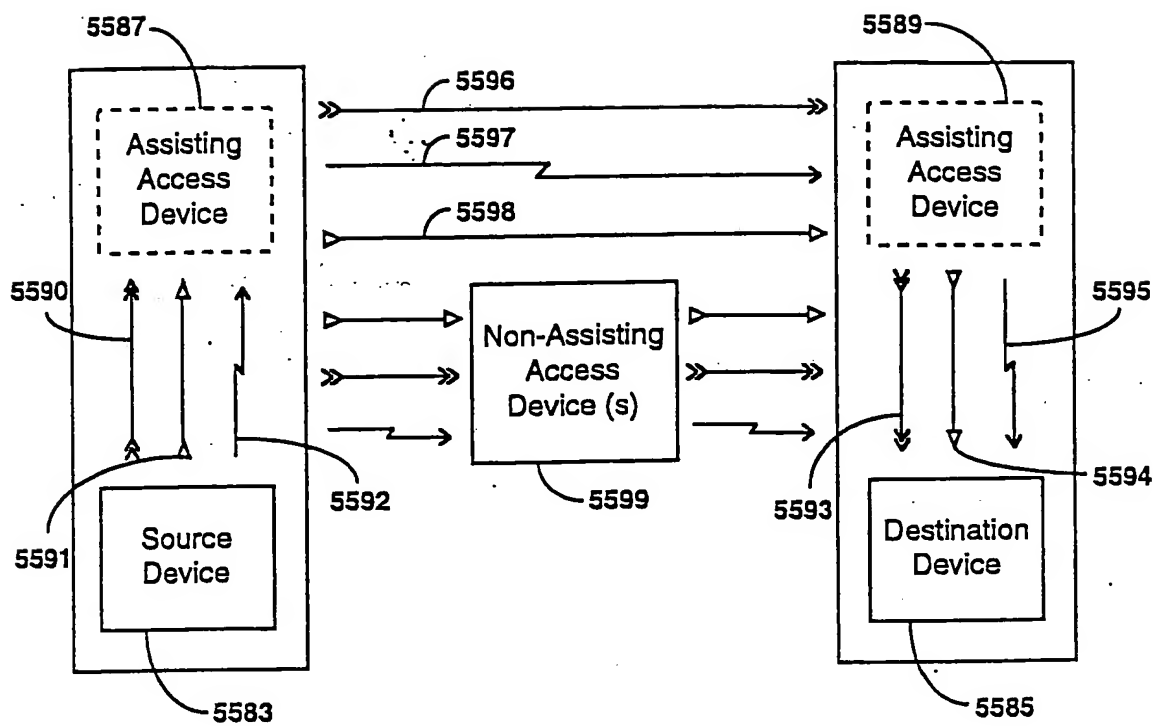 5587
5589
5596
Assisting
Access
Device
5597
Assisting
Access
Device
5598
5590
Non-Assisting
Access
Device (s)
5595
5591
Source
Device
5592
5599
5593
5594
Destination
Device
5583
5585